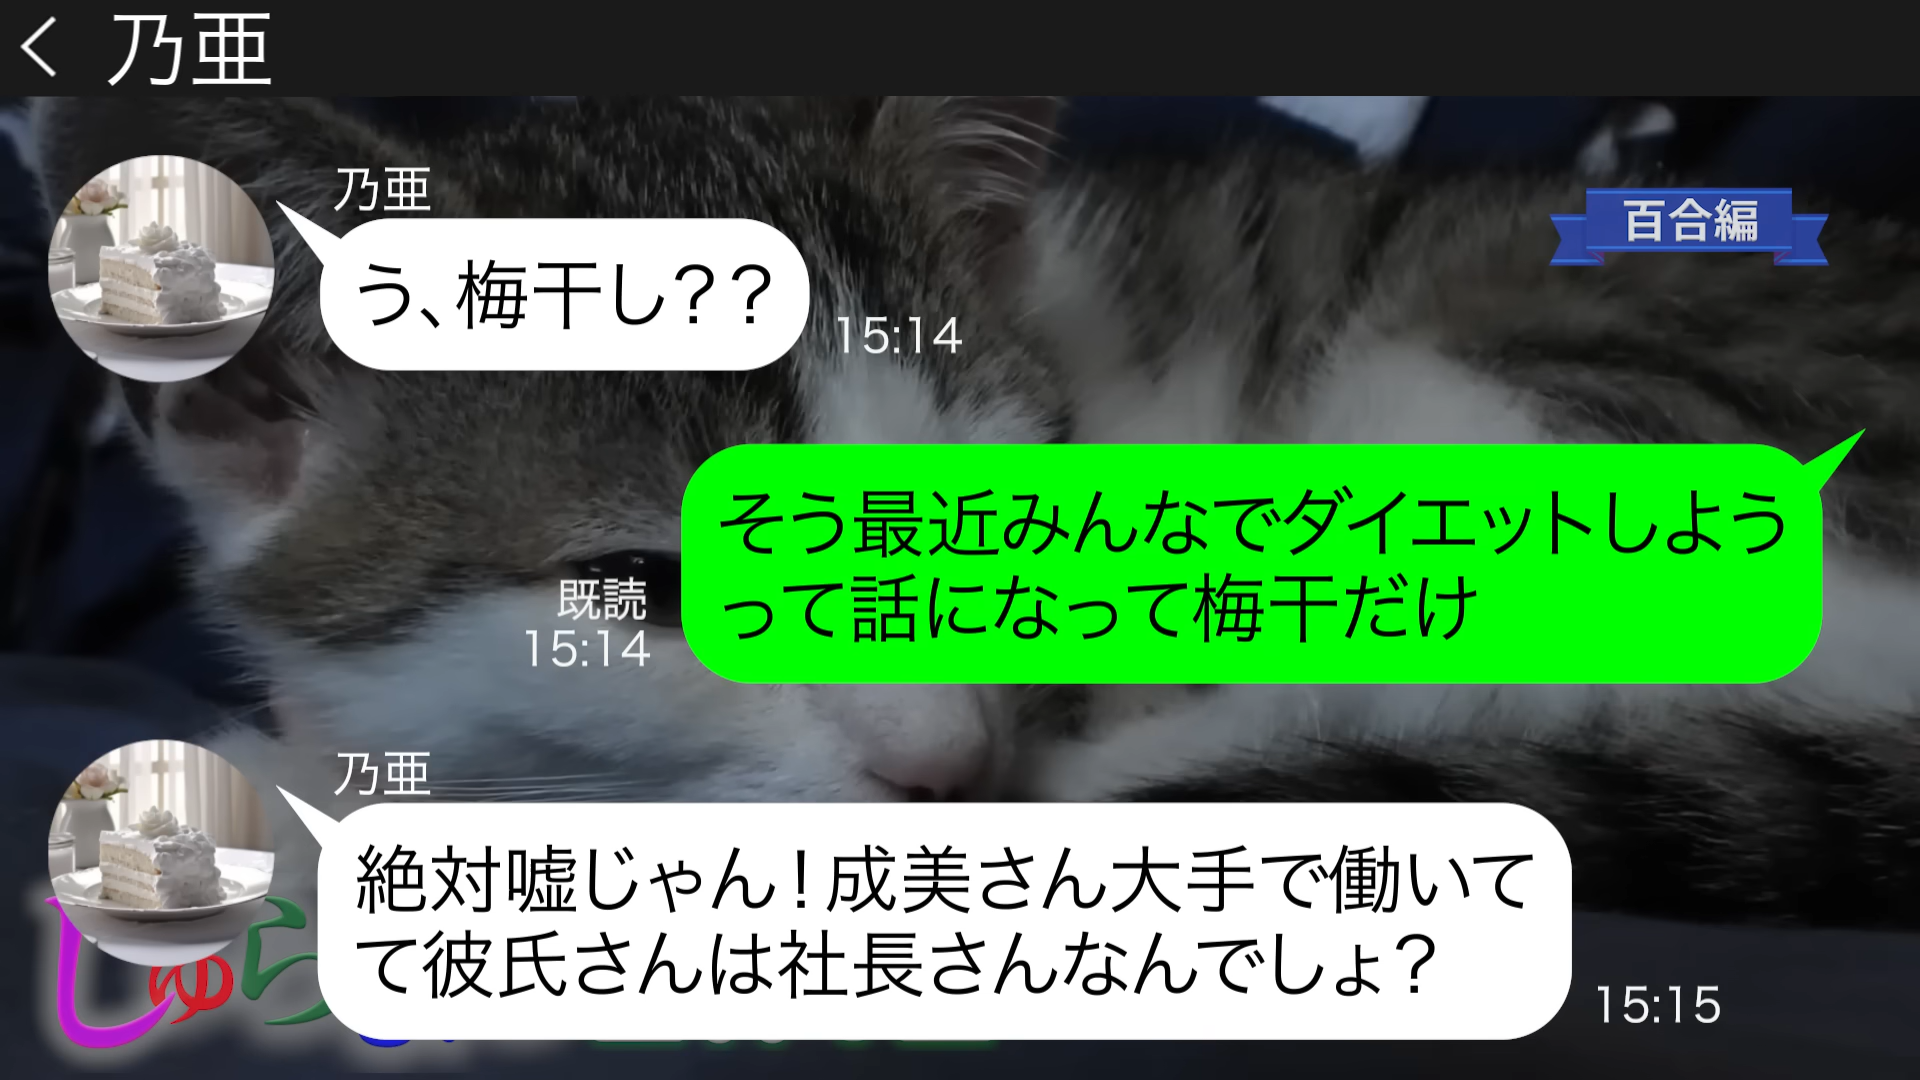 乃亜
百合編
乃亜
う、梅干し??
15:14
そう最近みんなでダイエットしよう
って話になって梅干だけ
既読
15:14
乃亜
絶対嘘じゃん!成美さん大手で働いて
て彼氏さんは社長さんなんでしょ?
15:15
しゅら